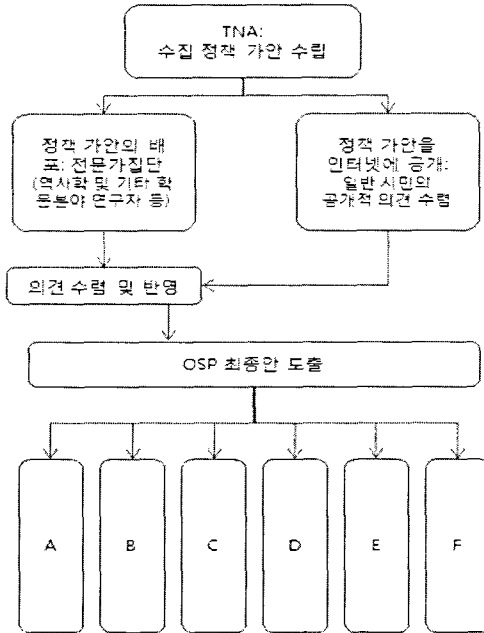 TNA:
수집 정책 가안 수립
정책 가안의 배
포: 전문가집단
(역사학 및 기타 학
문분야 연구자 등)
정책 가안을
인터넷에 공개:
일반 시민의
공개적 의견 수렴
의견 수렴 및 반영
OSP 최종안 도출
A
B
C
D
E
F